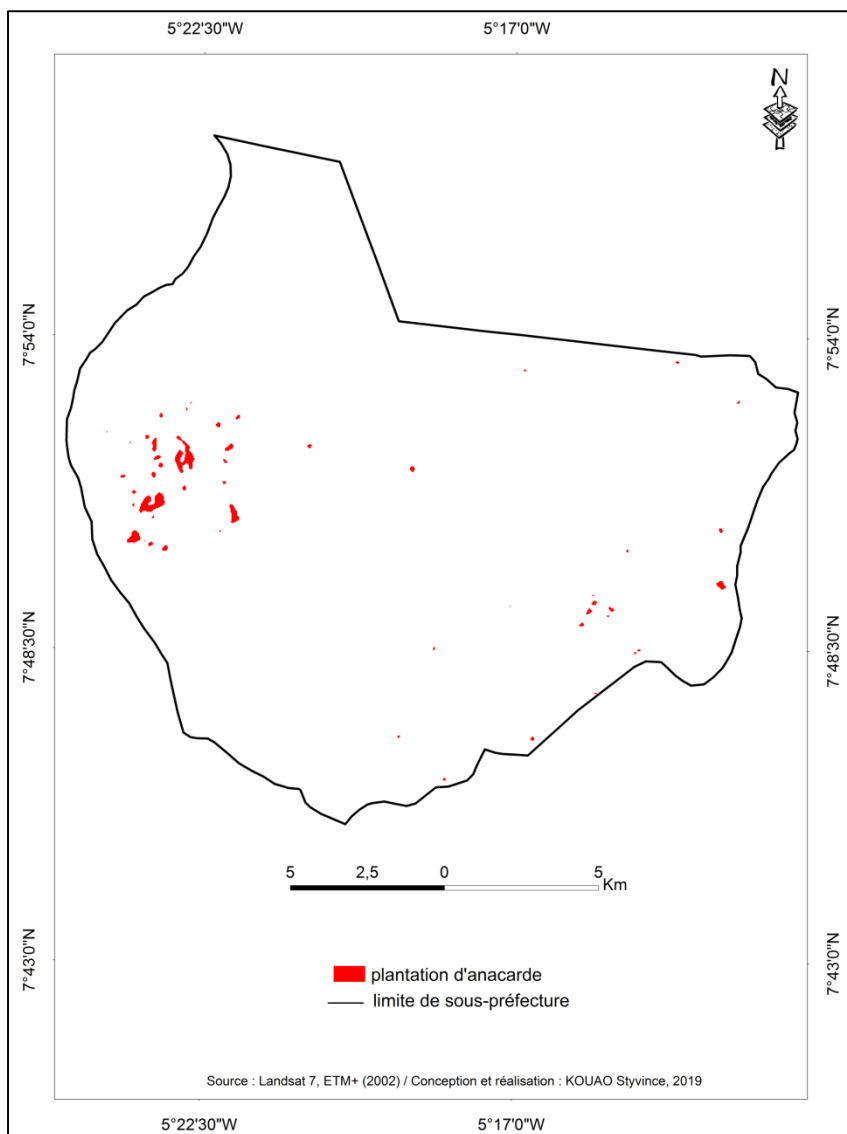 5°22'30"W 5°17'0"W
N
7°54'0"N 7°54'0"N
7°48'30"N 7°48'30"N
5 2,5 0 5
Km
7°43'0"N 7°43'0"N
plantation d'anacarde
limite de sous-préfecture
Source : Landsat 7, ETM+ (2002) / Conception et réalisation : KOUAO Styvince, 2019
5°22'30"W 5°17'0"W